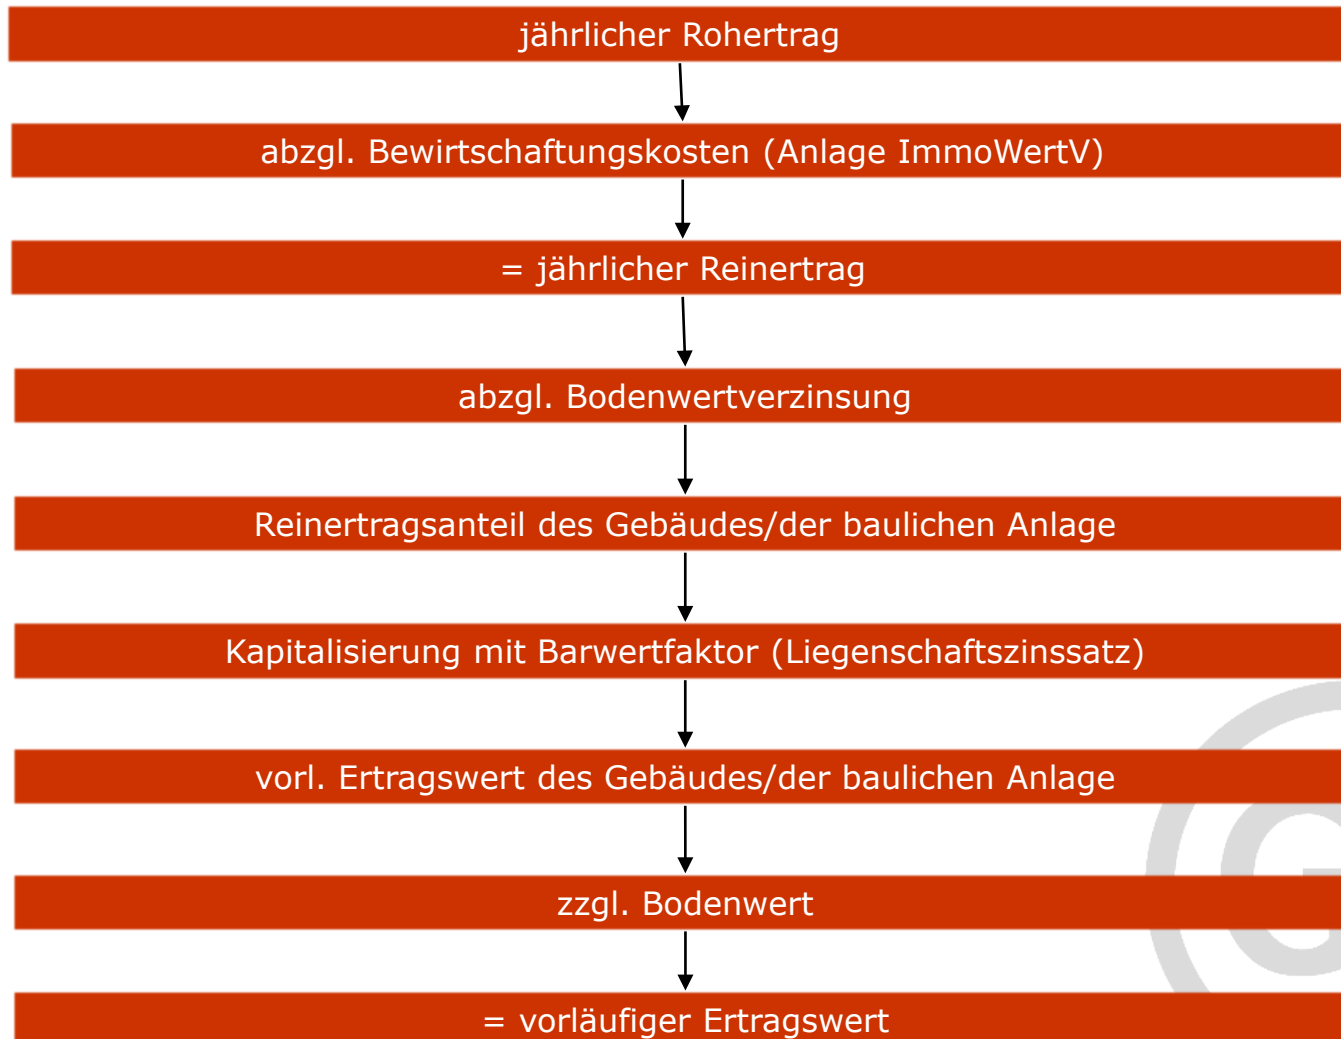 jährlicher Rohertrag
abzgl. Bewirtschaftungskosten (Anlage ImmoWertV)
= jährlicher Reinertrag
abzgl. Bodenwertverzinsung
Reinertragsanteil des Gebäudes/der baulichen Anlage
Kapitalisierung mit Barwertfaktor (Liegenschaftszinssatz)
vorl. Ertragswert des Gebäudes/der baulichen Anlage
zzgl. Bodenwert
= vorläufiger Ertragswert